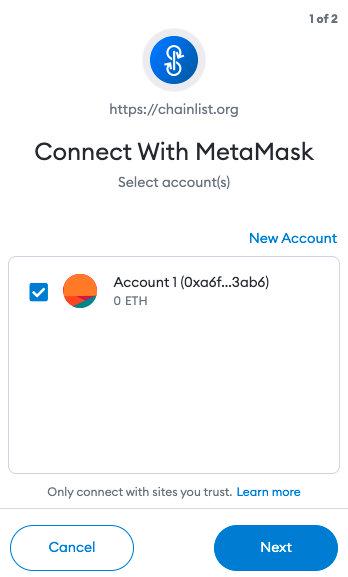 1 of 2
https://chainlist.org
Connect With MetaMask
Select account(s)
New Account
Account 1 (0xa6f...3ab6)
0 ETH
Only connect with sites you trust. Learn more
Cancel
Next